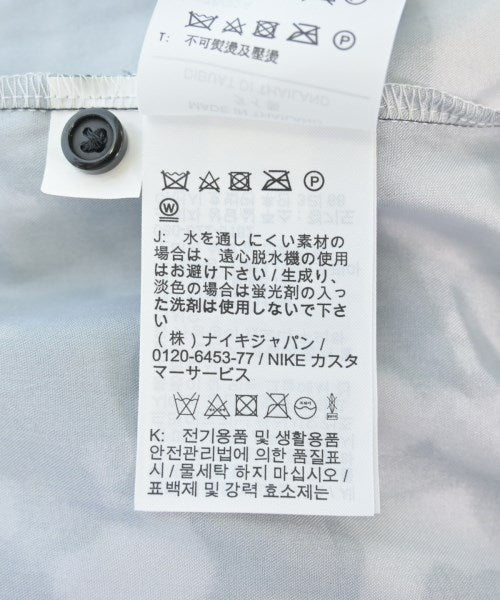 T: 不可熨燙及壓燙
DIBUAT DI THAILAND
MADE IN THAILAND
P
W
J: 水を通しにくい素材の
場合は、遠心脱水機の使用
はお避け下さい / 生成り、
淡色の場合は蛍光剤の入っ
た洗剤は使用しないで下さ
い
(株) ナイキジャパン /
0120-6453-77 / NIKE カスタ
マーサービス
K: 전기용품 및 생활용품
안전관리법에 의한 품질표
시 / 물세탁 하지 마십시오 /
표백제 및 강력 효소제는